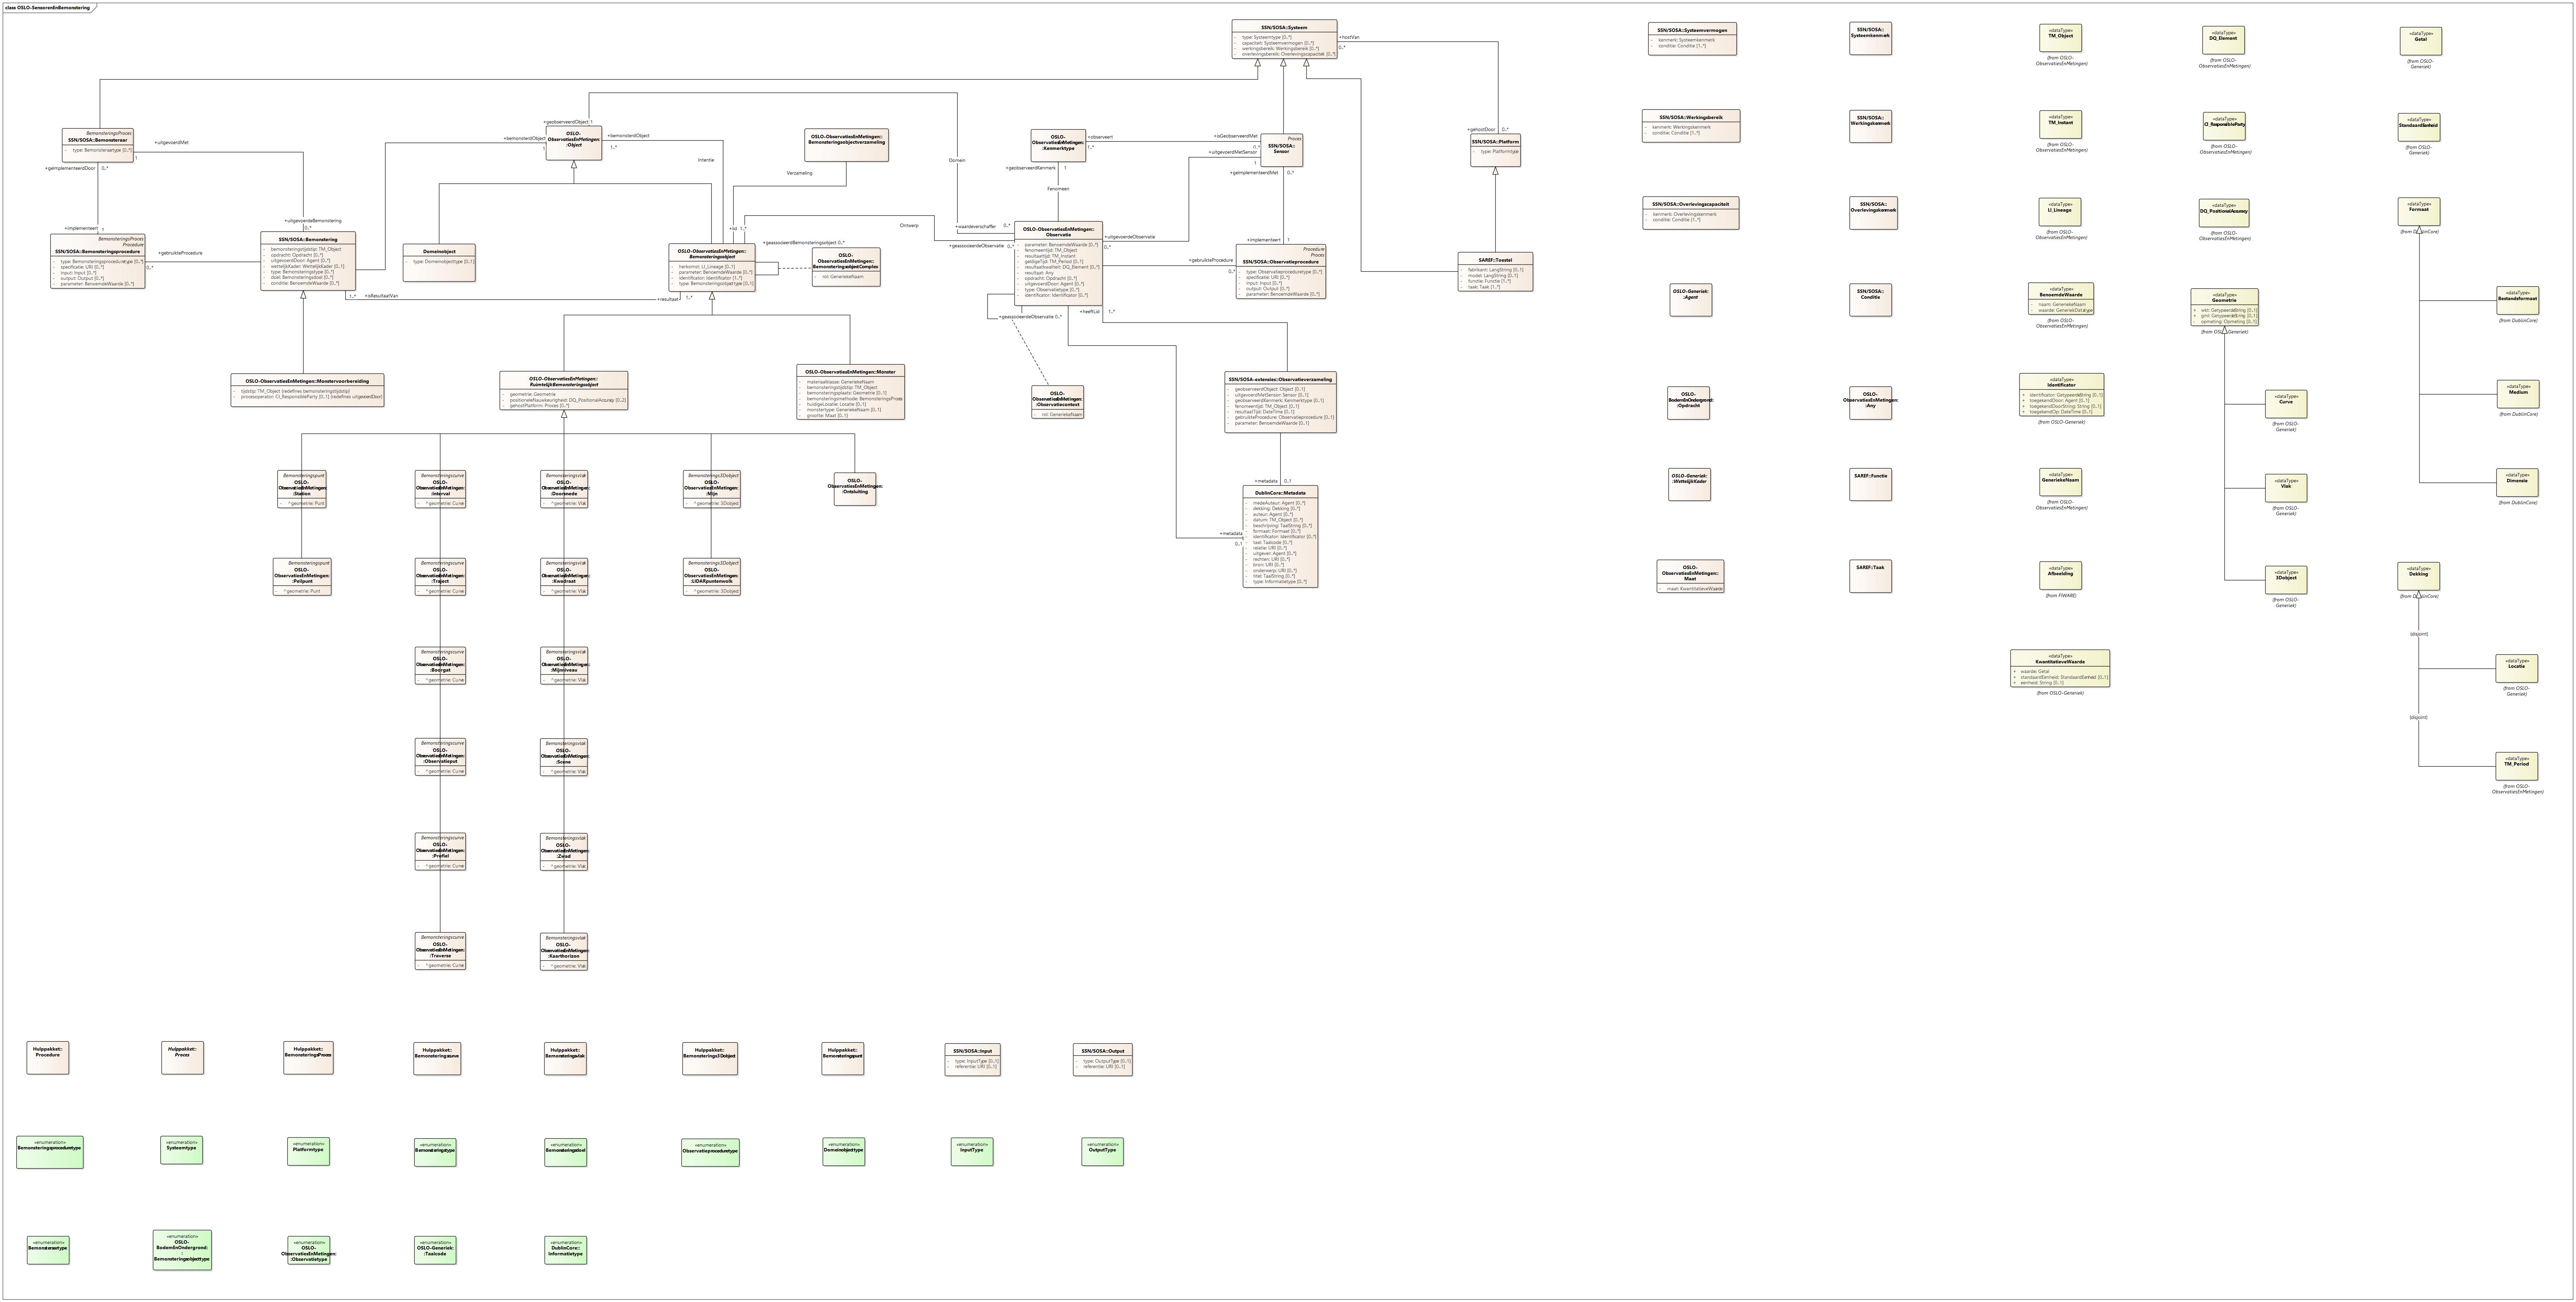 class OSLO-SensorenEnBemonstering
SSN/SOSA::Systeem
- type: Systeemtype [0..*]
- capaciteit: Systeemvermogen [0..*]
- werkingsbereik: Werkingsbereik [0..*]
- overlevingsbereik: Overlevingscapaciteit [0..*]
+hostVan
0..*
BemonsteringsProces
SSN/SOSA::Bemonsteraar
- type: Bemonsteraartype [0..*]
+uitgevoerdMet
1
+geïmplementeerdDoor
0..*
+implementeert
1
BemonsteringsProces
Procedure
SSN/SOSA::Bemonsteringsprocedure
- type: Bemonsteringsproceduretype [0..*]
- specificatie: URI [0..*]
- input: Input [0..*]
- output: Output [0..*]
- parameter: BenoemdeWaarde [0..*]
+gebruikteProcedure
0..*
+uitgevoerdeBemonstering
0..*
SSN/SOSA::Bemonstering
- bemonsteringstijdstip: TM_Object
- opdracht: Opdracht [0..*]
- uitgevoerdDoor: Agent [0..*]
- wettelijkKader: WettelijkKader [0..1]
- type: Bemonsteringstype [0..*]
- doel: Bemonsteringsdoel [0..*]
- conditie: BenoemdeWaarde [0..*]
1..*
+isResultaatVan
+resultaat
1..*
+geobserveerdObject 1
OSLO-
ObservatiesEnMetingen:
:Object
+bemonsterdObject
1
+bemonsterdObject
1..*
Intentie
Domeinobject
- type: Domeinobjecttype [0..1]
OSLO-ObservatiesEnMetingen::
Bemonsteringsobjectverzameling
Verzameling
+lid 1..*
OSLO-ObservatiesEnMetingen::
Bemonsteringsobject
- herkomst: LI_Lineage [0..1]
- parameter: BenoemdeWaarde [0..*]
- identificator: Identificator [1..*]
- type: Bemonsteringsobjecttype [0..1]
+geassocieerdBemonsteringsobject 0..*
OSLO-
ObservatiesEnMetingen::
BemonsteringsobjectComplex
- rol: GeneriekeNaam
Domein
Ontwerp
+waardeverschaffer
0..*
+geassocieerdeObservatie
0..*
OSLO-
ObservatiesEnMetingen:
:Kenmerktype
+observeert
1..*
+isGeobserveerdMet
0..*
+uitgevoerdMetSensor
1
+geobserveerdKenmerk
1
Fenomeen
Proces
SSN/SOSA::
Sensor
+geïmplementeerdMet
0..*
+implementeert
1
OSLO-ObservatiesEnMetingen::
Observatie
- parameter: BenoemdeWaarde [0..*]
- fenomeentijd: TM_Object
- resultaattijd: TM_Instant
- geldigeTijd: TM_Period [0..1]
- resultaatkwaliteit: DQ_Element [0..*]
- resultaat: Any
- opdracht: Opdracht [0..*]
- uitgevoerdDoor: Agent [0..*]
- type: Observatietype [0..*]
- identificator: Identificator [0..*]
+uitgevoerdeObservatie
0..*
+gebruikteProcedure
0..*
Procedure
Proces
SSN/SOSA::Observatieprocedure
- type: Observatieproceduretype [0..*]
- specificatie: URI [0..*]
- input: Input [0..*]
- output: Output [0..*]
- parameter: BenoemdeWaarde [0..*]
+geassocieerdeObservatie 0..*
+heeftLid
1..*
OSLO-
ObservatiesEnMetingen:
:Observatiecontext
- rol: GeneriekeNaam
SSN/SOSA-extensies::Observatieverzameling
- geobserveerdObject: Object [0..1]
- uitgevoerdMetSensor: Sensor [0..1]
- geobserveerdKenmerk: Kenmerktype [0..1]
- fenomeentijd: TM_Object [0..1]
- resultaatTijd: DateTime [0..1]
- gebruikteProcedure: Observatieprocedure [0..1]
- parameter: BenoemdeWaarde [0..1]
+metadata
0..1
+metadata
0..1
DublinCore::Metadata
- medeAuteur: Agent [0..*]
- dekking: Dekking [0..*]
- auteur: Agent [0..*]
- datum: TM_Object [0..*]
- beschrijving: TaalString [0..*]
- formaat: Formaat [0..*]
- identificator: Identificator [0..*]
- taal: Taalcode [0..*]
- relatie: URI [0..*]
- uitgever: Agent [0..*]
- rechten: URI [0..*]
- bron: URI [0..*]
- onderwerp: URI [0..*]
- titel: TaalString [0..*]
- type: Informatietype [0..*]
+gehostDoor
0..*
SSN/SOSA::Platform
- type: Platformtype
SAREF::Toestel
- fabrikant: LangString [0..1]
- model: LangString [0..1]
- functie: Functie [1..*]
- taak: Taak [1..*]
OSLO-ObservatiesEnMetingen::Monstervoorbereiding
- tijdstip: TM_Object {redefines bemonsteringstijdstip}
- procesoperator: CI_ResponsibleParty [0..1] {redefines uitgevoerdDoor}
OSLO-ObservatiesEnMetingen::
RuimtelijkBemonsteringsobject
- geometrie: Geometrie
- positioneleNauwkeurigheid: DQ_PositionalAccuracy [0..2]
- gehostPlatform: Proces [0..*]
OSLO-ObservatiesEnMetingen::Monster
- materiaalklasse: GeneriekeNaam
- bemonsteringstijdstip: TM_Object
- bemonsteringsplaats: Geometrie [0..1]
- bemonsteringsmethode: BemonsteringsProces
- huidigeLocatie: Locatie [0..1]
- monstertype: GeneriekeNaam [0..1]
- grootte: Maat [0..1]
Bemonsteringspunt
OSLO-
ObservatiesEnMetingen:
:Station
- ^geometrie: Punt
Bemonsteringscurve
OSLO-
ObservatiesEnMetingen:
:Interval
- ^geometrie: Curve
Bemonsteringsvlak
OSLO-
ObservatiesEnMetingen:
:Doorsnede
- ^geometrie: Vlak
Bemonsterings3Dobject
OSLO-
ObservatiesEnMetingen:
:Mijn
- ^geometrie: 3Dobject
OSLO-
ObservatiesEnMetingen:
:Ontsluiting
Bemonsteringspunt
OSLO-
ObservatiesEnMetingen:
:Peilpunt
- ^geometrie: Punt
Bemonsteringscurve
OSLO-
ObservatiesEnMetingen:
:Traject
- ^geometrie: Curve
Bemonsteringsvlak
OSLO-
ObservatiesEnMetingen:
:Kwadraat
- ^geometrie: Vlak
Bemonsterings3Dobject
OSLO-
ObservatiesEnMetingen:
:LIDARpuntenwolk
- ^geometrie: 3Dobject
Bemonsteringscurve
OSLO-
ObservatiesEnMetingen:
:Boorgat
- ^geometrie: Curve
Bemonsteringsvlak
OSLO-
ObservatiesEnMetingen:
:Mijnniveau
- ^geometrie: Vlak
Bemonsteringscurve
OSLO-
ObservatiesEnMetingen:
:Observatieput
- ^geometrie: Curve
Bemonsteringsvlak
OSLO-
ObservatiesEnMetingen:
:Scene
- ^geometrie: Vlak
Bemonsteringscurve
OSLO-
ObservatiesEnMetingen:
:Profiel
- ^geometrie: Curve
Bemonsteringsvlak
OSLO-
ObservatiesEnMetingen:
:Zwad
- ^geometrie: Vlak
Bemonsteringscurve
OSLO-
ObservatiesEnMetingen:
:Traverse
- ^geometrie: Curve
Bemonsteringsvlak
OSLO-
ObservatiesEnMetingen:
:Kaarthorizon
- ^geometrie: Vlak
SSN/SOSA::Systeemvermogen
- kenmerk: Systeemkenmerk
- conditie: Conditie [1..*]
SSN/SOSA::
Systeemkenmerk
«dataType»
TM_Object
(from OSLO-
ObservatiesEnMetingen)
«dataType»
DQ_Element
(from OSLO-
ObservatiesEnMetingen)
«dataType»
Getal
(from OSLO-
Generiek)
SSN/SOSA::Werkingsbereik
- kenmerk: Werkingskenmerk
- conditie: Conditie [1..*]
SSN/SOSA::
Werkingskenmerk
«dataType»
TM_Instant
(from OSLO-
ObservatiesEnMetingen)
«dataType»
CI_ResponsibleParty
(from OSLO-
ObservatiesEnMetingen)
«dataType»
StandaardEenheid
(from OSLO-
Generiek)
SSN/SOSA::Overlevingscapaciteit
- kenmerk: Overlevingskenmerk
- conditie: Conditie [1..*]
SSN/SOSA::
Overlevingskenmerk
«dataType»
LI_Lineage
(from OSLO-
ObservatiesEnMetingen)
«dataType»
DQ_PositionalAccuracy
(from OSLO-
ObservatiesEnMetingen)
«dataType»
Formaat
(from DublinCore)
OSLO-Generiek:
:Agent
SSN/SOSA::
Conditie
«dataType»
BenoemdeWaarde
- naam: GeneriekeNaam
- waarde: GeneriekDatatype
(from OSLO-
ObservatiesEnMetingen)
«dataType»
Geometrie
+ wkt: GetypeerdeString [0..1]
+ gml: GetypeerdeString [0..1]
- opmeting: Opmeting [0..1]
(from OSLO-Generiek)
«dataType»
Bestandsformaat
(from DublinCore)
OSLO-
BodemEnOndergrond:
:Opdracht
OSLO-
ObservatiesEnMetingen:
:Any
«dataType»
Identificator
+ identificator: GetypeerdeString [0..1]
+ toegekendDoor: Agent [0..1]
+ toegekendDoorString: String [0..1]
+ toegekendOp: DateTime [0..1]
(from OSLO-Generiek)
«dataType»
Curve
(from OSLO-
Generiek)
«dataType»
Medium
(from DublinCore)
OSLO-Generiek:
:WettelijkKader
SAREF::Functie
«dataType»
GeneriekeNaam
(from OSLO-
ObservatiesEnMetingen)
«dataType»
Vlak
(from OSLO-
Generiek)
«dataType»
Dimensie
(from DublinCore)
OSLO-
ObservatiesEnMetingen::
Maat
- maat: KwantitatieveWaarde
SAREF::Taak
«dataType»
Afbeelding
(from FIWARE)
«dataType»
3Dobject
(from OSLO-
Generiek)
«dataType»
Dekking
(from DublinCore)
{disjoint}
«dataType»
KwantitatieveWaarde
+ waarde: Getal
+ standaardEenheid: StandaardEenheid [0..1]
+ eenheid: String [0..1]
(from OSLO-Generiek)
«dataType»
Locatie
(from OSLO-
Generiek)
{disjoint}
«dataType»
TM_Period
(from OSLO-
ObservatiesEnMetingen)
Hulppakket::
Procedure
Hulppakket::
Proces
Hulppakket::
BemonsteringsProces
Hulppakket::
Bemonsteringscurve
Hulppakket::
Bemonsteringsvlak
Hulppakket::
Bemonsterings3Dobject
Hulppakket::
Bemonsteringspunt
SSN/SOSA::Input
- type: InputType [0..1]
- referentie: URI [0..1]
SSN/SOSA::Output
- type: OutputType [0..1]
- referentie: URI [0..1]
«enumeration»
Bemonsteringsproceduretype
«enumeration»
Systeemtype
«enumeration»
Platformtype
«enumeration»
Bemonsteringstype
«enumeration»
Bemonsteringsdoel
«enumeration»
Observatieproceduretype
«enumeration»
Domeinobjecttype
«enumeration»
InputType
«enumeration»
OutputType
«enumeration»
Bemonsteraartype
«enumeration»
OSLO-
BodemEnOndergrond:
:
Bemonsteringsobjecttype
«enumeration»
OSLO-
ObservatiesEnMetingen:
:Observatietype
«enumeration»
OSLO-Generiek:
:Taalcode
«enumeration»
DublinCore::
Informatietype